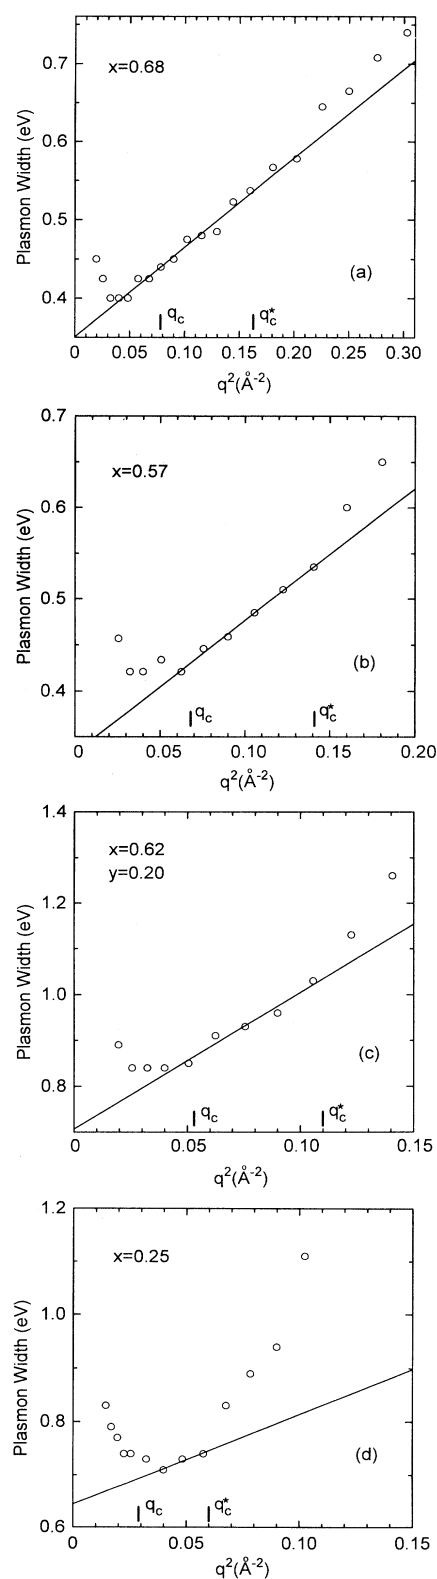 0.7
x=0.68
0.6
Plasmon Width (eV)
0.5
(a)
0.4
q_c
q_c*
0 0.05 0.10 0.15 0.20 0.25 0.30
q²(Å⁻²)
0.7
x=0.57
0.6
Plasmon Width (eV)
0.5
(b)
0.4
q_c
q_c*
0.00 0.05 0.10 0.15 0.20
q²(Å⁻²)
1.4
x=0.62
y=0.20
1.2
Plasmon Width (eV)
1.0
(c)
0.8
q_c
q_c*
0 0.05 0.10 0.15
q²(Å⁻²)
1.2
x=0.25
1.0
Plasmon Width (eV)
0.8
(d)
q_c
q_c*
0.6
0 0.05 0.10 0.15
q²(Å⁻²)